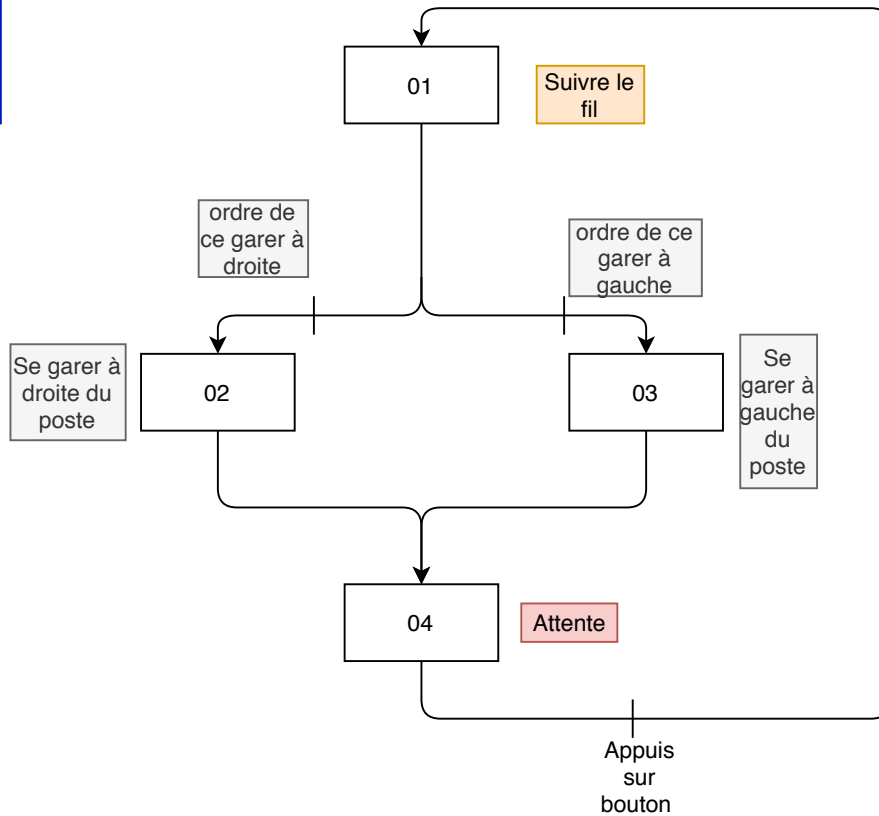 01
Suivre le
fil
ordre de
ce garer à
droite
ordre de ce
garer à
gauche
Se garer à
droite du
poste
02
03
Se
garer à
gauche
du
poste
04
Attente
Appuis
sur
bouton